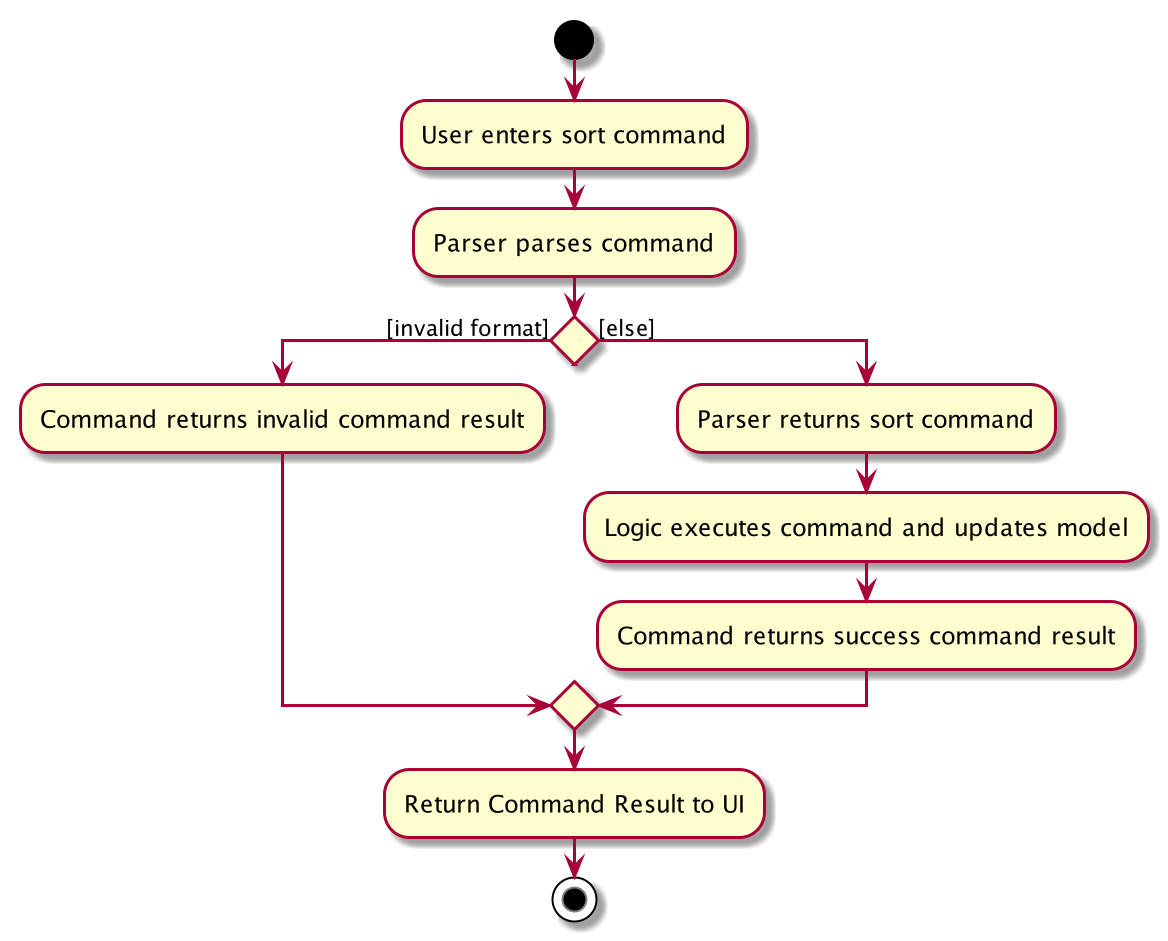 User enters sort command
Parser parses command
[invalid format]
[else]
Command returns invalid command result
Parser returns sort command
Logic executes command and updates model
Command returns success command result
Return Command Result to UI